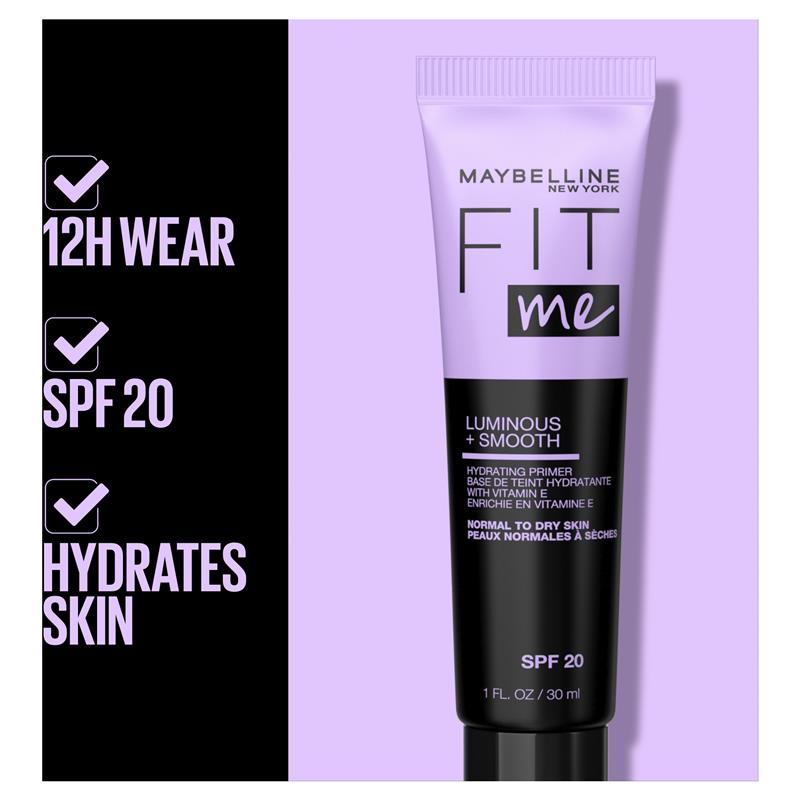 12H WEAR
SPF 20
HYDRATES
SKIN
MAYBELLINE
NEW YORK
FIT
me
LUMINOUS
+ SMOOTH
HYDRATING PRIMER
BASE DE TEINT HYDRATANTE
WITH VITAMIN E
ENRICHIE EN VITAMINE E
NORMAL TO DRY SKIN
PEAUX NORMALES À SÈCHES
SPF 20
1 FL. OZ / 30 ml